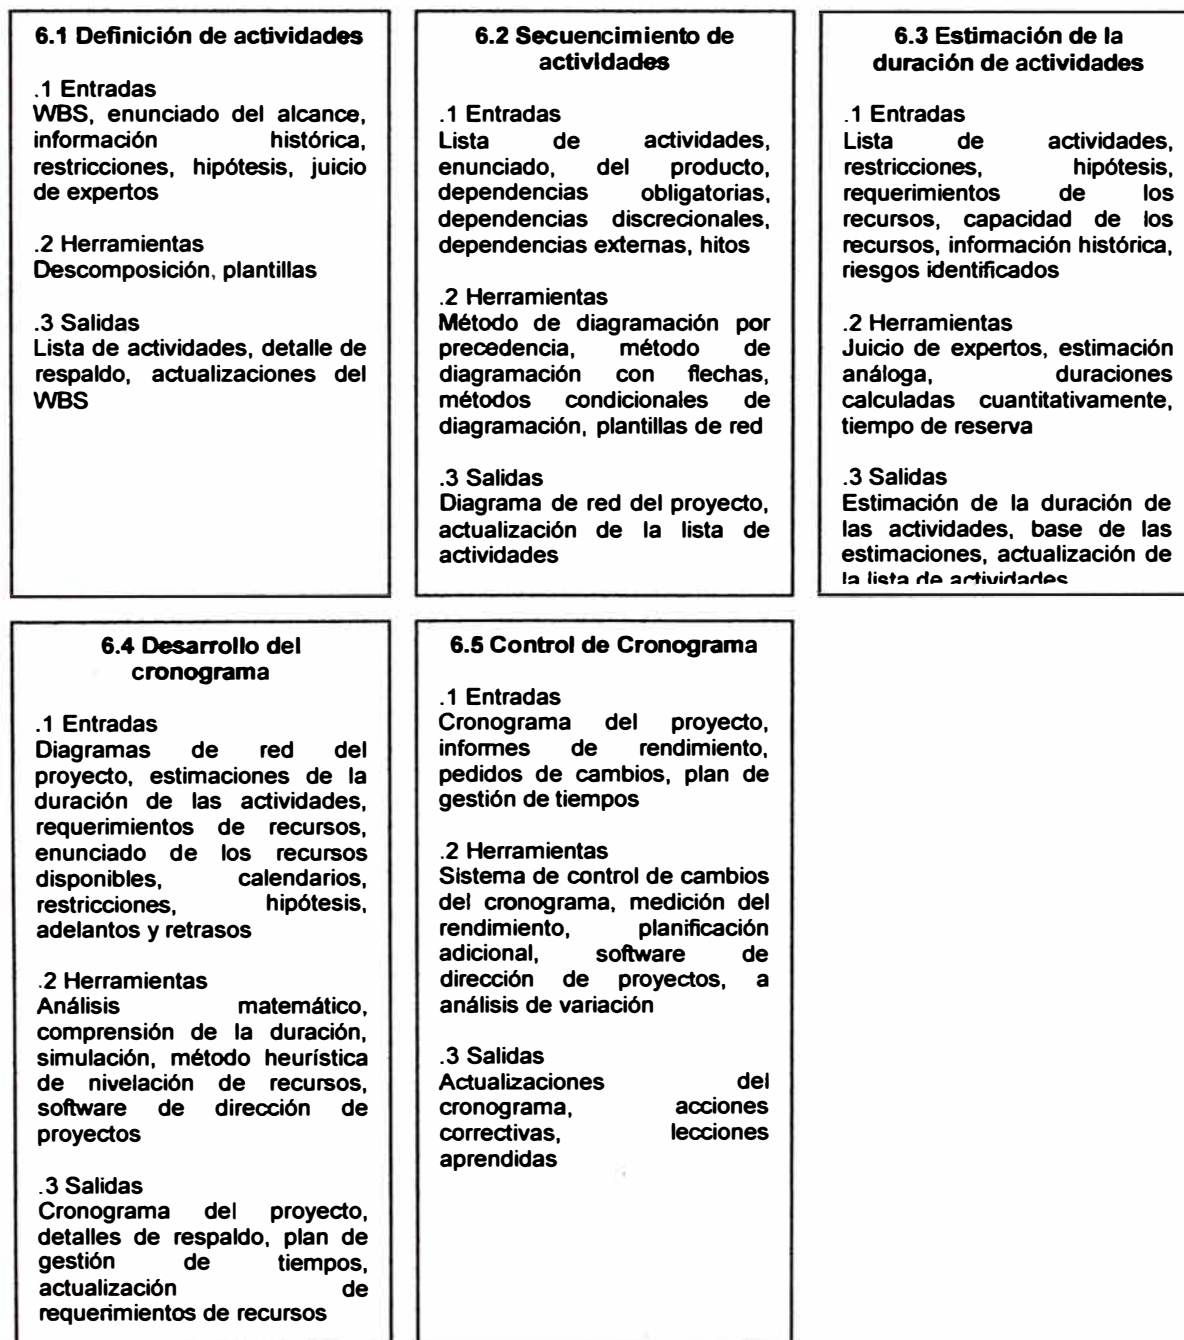 6.1 Definición de actividades
.1 Entradas
WBS, enunciado del alcance,
información histórica,
restricciones, hipótesis, juicio
de expertos
.2 Herramientas
Descomposición, plantillas
.3 Salidas
Lista de actividades, detalle de
respaldo, actualizaciones del
WBS
6.2 Secuencimiento de
actividades
.1 Entradas
Lista de actividades,
enunciado, del producto,
dependencias obligatorias,
dependencias discrecionales,
dependencias externas, hitos
.2 Herramientas
Método de diagramación por
precedencia, método de
diagramación con flechas,
métodos condicionales de
diagramación, plantillas de red
.3 Salidas
Diagrama de red del proyecto,
actualización de la lista de
actividades
6.3 Estimación de la
duración de actividades
.1 Entradas
Lista de actividades,
restricciones, hipótesis,
requerimientos de los
recursos, capacidad de los
recursos, información histórica,
riesgos identificados
.2 Herramientas
Juicio de expertos, estimación
análoga, duraciones
calculadas cuantitativamente,
tiempo de reserva
.3 Salidas
Estimación de la duración de
las actividades, base de las
estimaciones, actualización de
la lista de actividades
6.4 Desarrollo del
cronograma
.1 Entradas
Diagramas de red del
proyecto, estimaciones de la
duración de las actividades,
requerimientos de recursos,
enunciado de los recursos
disponibles, calendarios,
restricciones, hipótesis,
adelantos y retrasos
.2 Herramientas
Análisis matemático,
comprensión de la duración,
simulación, método heurística
de nivelación de recursos,
software de dirección de
proyectos
.3 Salidas
Cronograma del proyecto,
detalles de respaldo, plan de
gestión de tiempos,
actualización de
requerimientos de recursos
6.5 Control de Cronograma
.1 Entradas
Cronograma del proyecto,
informes de rendimiento,
pedidos de cambios, plan de
gestión de tiempos
.2 Herramientas
Sistema de control de cambios
del cronograma, medición del
rendimiento, planificación
adicional, software de
dirección de proyectos, a
análisis de variación
.3 Salidas
Actualizaciones del
cronograma, acciones
correctivas, lecciones
aprendidas